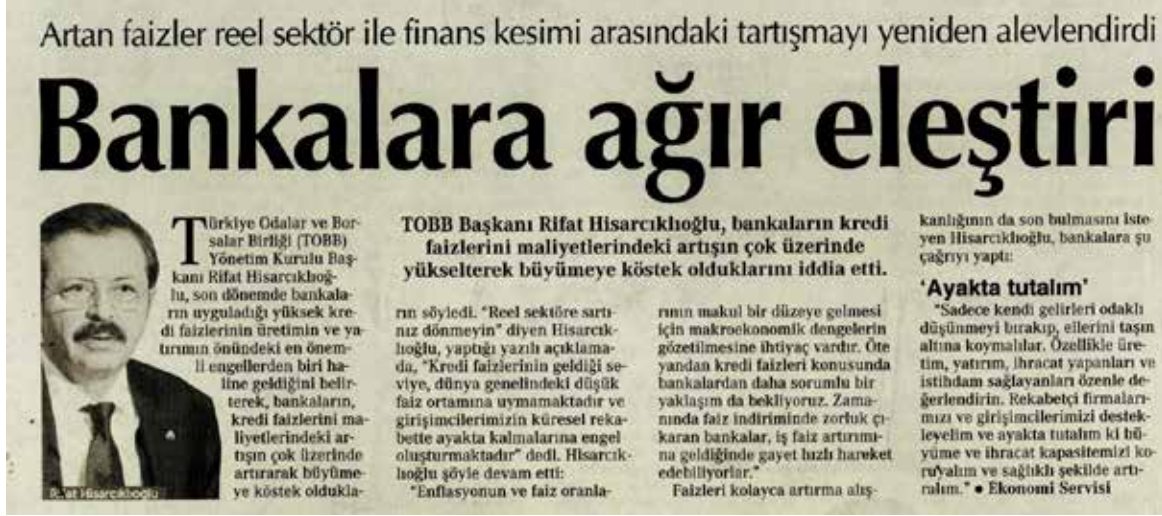 Artan faizler reel sektör ile finans kesimi arasındaki tartışmayı yeniden alevlendirdi
Bankalara ağır eleştiri
Türkiye Odalar ve Bor-
salar Birliği (TOBB)
Yönetim Kurulu Baş-
kanı Rifat Hisarcıklıoğ-
lu, son dönemde bankala-
rın uyguladığı yüksek kre-
di faizlerinin üretimin ve ya-
tırımın önündeki en önem-
li engellerden biri ha-
line geldiğini belir-
terek, bankaların,
kredi faizlerini ma-
liyetlerindeki ar-
tışın çok üzerinde
artırarak büyüme-
ye köstek oldukla-
Rifat Hisarcıklıoğlu
TOBB Başkanı Rifat Hisarcıklıoğlu, bankaların kredi
faizlerini maliyetlerindeki artışın çok üzerinde
yükselterek büyümeye köstek olduklarını iddia etti.
rın söyledi. "Reel sektöre sırtı-
nız dönmeyin" diyen Hisarcık-
lıoğlu, yaptığı yazılı açıklama-
da, "Kredi faizlerinin geldiği se-
viye, dünya genelindeki düşük
faiz ortamına uymamaktadır ve
girişimcilerimizin küresel reka-
bette ayakta kalmalarına engel
oluşturmaktadır" dedi. Hisarcık-
lıoğlu şöyle devam etti:
"Enflasyonun ve faiz oranla-
rının makul bir düzeye gelmesi
için makroekonomik dengelerin
gözetilmesine ihtiyaç vardır. Öte
yandan kredi faizleri konusunda
bankalardan daha sorumlu bir
yaklaşım da bekliyoruz. Zama-
nında faiz indiriminde zorluk çı-
karan bankalar, iş faiz artırımı-
na geldiğinde gayet hızlı hareket
edebiliyorlar."
Faizleri kolayca artırma alış-
kanlığının da son bulmasını iste-
yen Hisarcıklıoğlu, bankalara şu
çağrıyı yaptı:
'Ayakta tutalım'
"Sadece kendi gelirleri odaklı
düşünmeyi bırakıp, ellerini taşın
altına koymalılar. Özellikle üre-
tim, yatırım, ihracat yapanları ve
istihdam sağlayanları özenle de-
ğerlendirin. Rekabetçi firmaları-
mızı ve girişimcilerimizi destek-
leyelim ve ayakta tutalım ki bü-
yüme ve ihracat kapasitemizi ko-
ruyalım ve sağlıklı şekilde artı-
ralım." ● Ekonomi Servisi